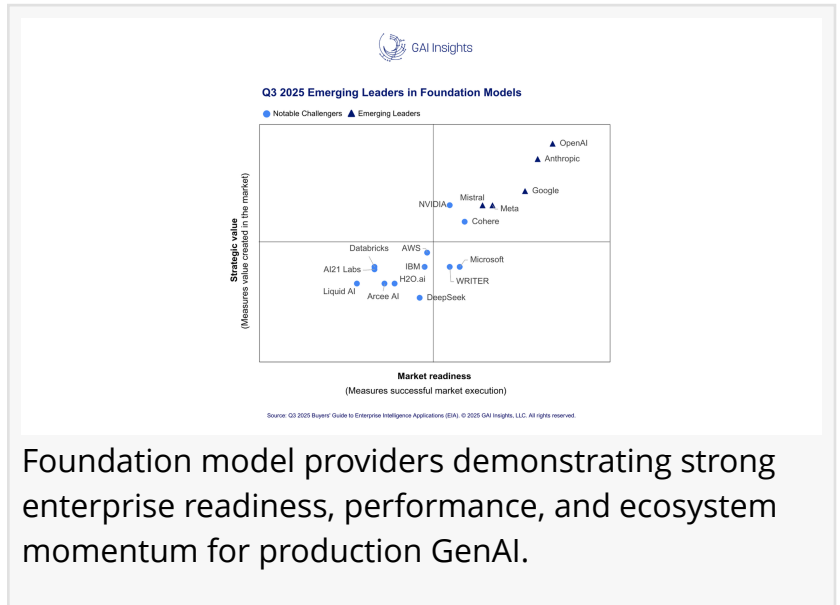 GAI Insights
Q3 2025 Emerging Leaders in Foundation Models
Notable Challengers Emerging Leaders
Strategic value
(Measures value created in the market)
OpenAI
Anthropic
Google
Mistral
NVIDIA
Meta
Cohere
Databricks
AWS
Microsoft
AI21 Labs
IBM
H2O.ai
WRITER
Liquid AI
Arcee AI
DeepSeek
Market readiness
(Measures successful market execution)
Source: Q3 2025 Buyers' Guide to Enterprise Intelligence Applications (EIA). © 2025 GAI Insights, LLC. All rights reserved.
Foundation model providers demonstrating strong
enterprise readiness, performance, and ecosystem
momentum for production GenAI.